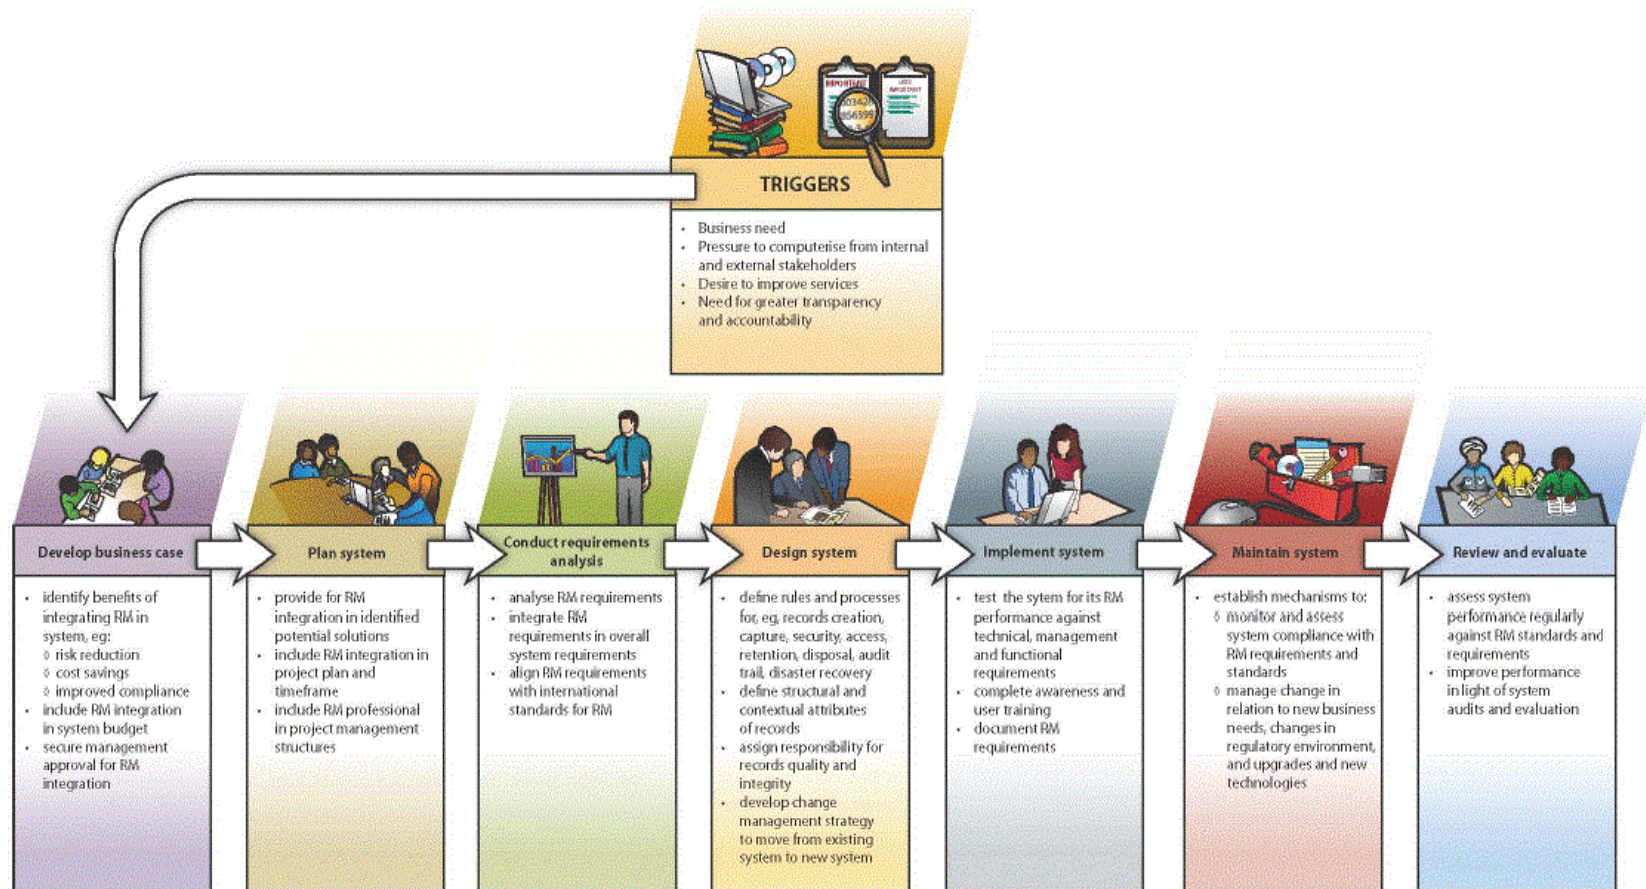 IMPORTANT
LESS
IMPORTANT
TRIGGERS
• Business need
• Pressure to computerise from internal
and external stakeholders
• Desire to improve services
• Need for greater transparency
and accountability
Develop business case
• identify benefits of
integrating RM in
system, eg:
◊ risk reduction
◊ cost savings
◊ improved compliance
• include RM integration
in system budget
• secure management
approval for RM
integration
Plan system
• provide for RM
integration in identified
potential solutions
• include RM integration in
project plan and
timeframe
• include RM professional
in project management
structures
Conduct requirements
analysis
• analyse RM requirements
• integrate RM
requirements in overall
system requirements
• align RM requirements
with international
standards for RM
Design system
• define rules and processes
for, eg, records creation,
capture, security, access,
retention, disposal, audit
trail, disaster recovery
• define structural and
contextual attributes
of records
• assign responsibility for
records quality and
integrity
• develop change
management strategy
to move from existing
system to new system
Implement system
• test the sytem for its RM
performance against
technical, management
and functional
requirements
• complete awareness and
user training
• document RM
requirements
Maintain system
• establish mechanisms to:
◊ monitor and assess
system compliance with
RM requirements and
standards
◊ manage change in
relation to new business
needs, changes in
regulatory environment,
and upgrades and new
technologies
Review and evaluate
• assess system
performance regularly
against RM standards and
requirements
• improve performance
in light of system
audits and evaluation